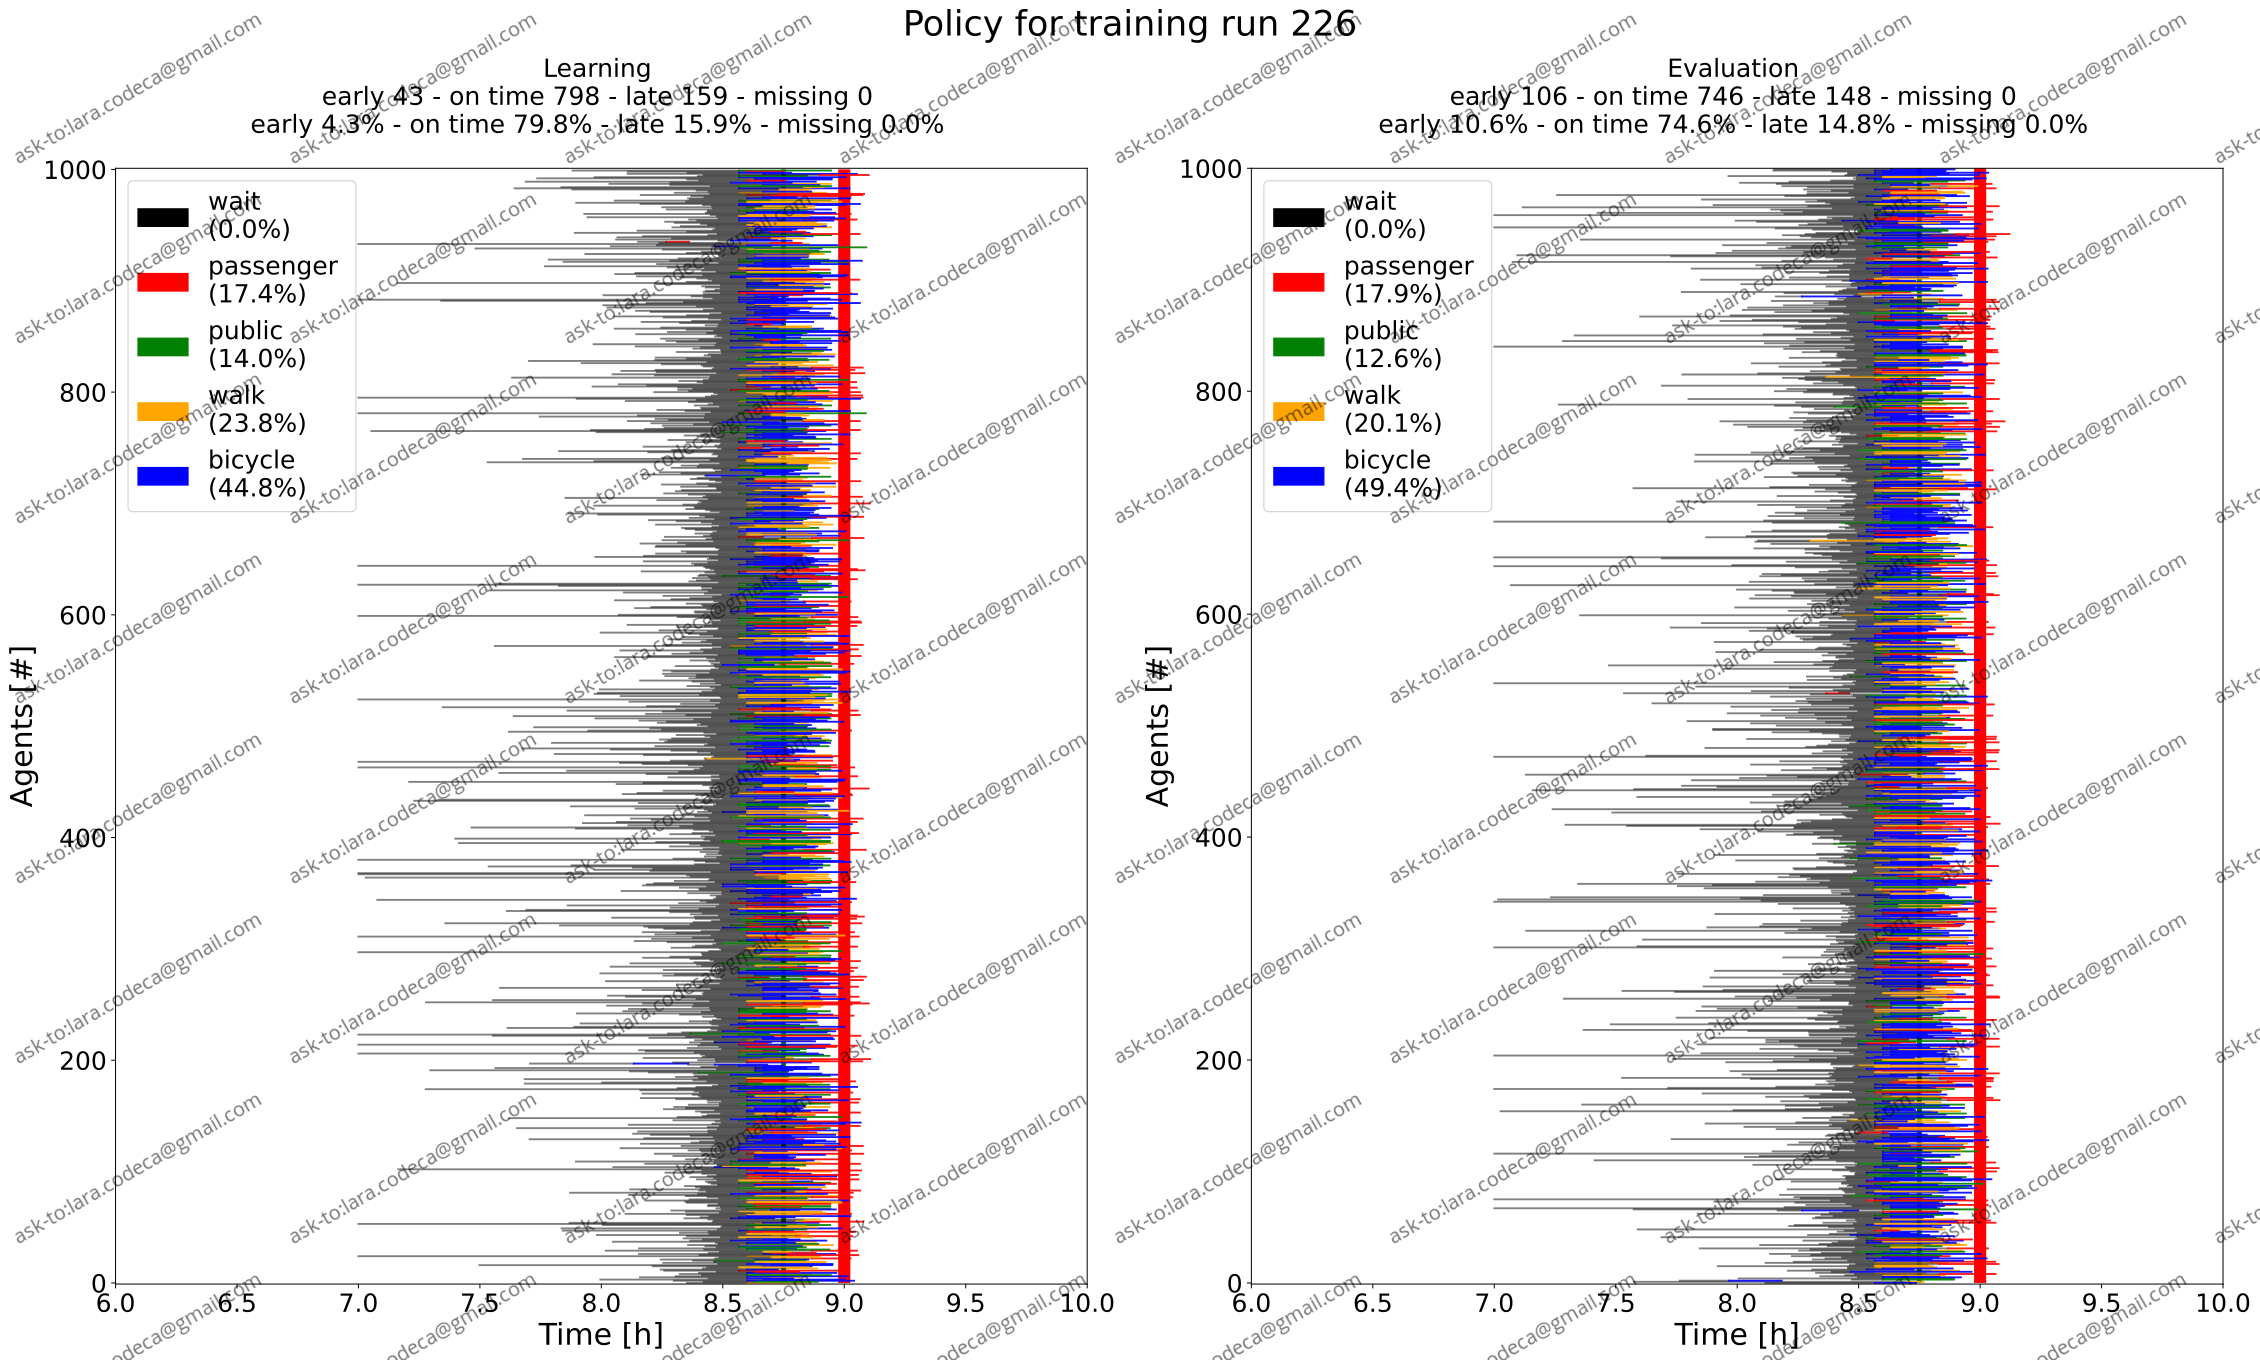 Policy for training run 226
Learning
early 43 - on time 798 - late 159 - missing 0
early 4.3% - on time 79.8% - late 15.9% - missing 0.0%
Evaluation
early 106 - on time 746 - late 148 - missing 0
early 10.6% - on time 74.6% - late 14.8% - missing 0.0%
1000
800
600
400
200
0
Agents [#]
wait
(0.0%)
passenger
(17.4%)
public
(14.0%)
walk
(23.8%)
bicycle
(44.8%)
6.0 6.5 7.0 7.5 8.0 8.5 9.0 9.5 10.0
Time [h]
1000
800
600
400
200
0
Agents [#]
wait
(0.0%)
passenger
(17.9%)
public
(12.6%)
walk
(20.1%)
bicycle
(49.4%)
6.0 6.5 7.0 7.5 8.0 8.5 9.0 9.5 10.0
Time [h]
ask-to:lara.codeca@gmail.com